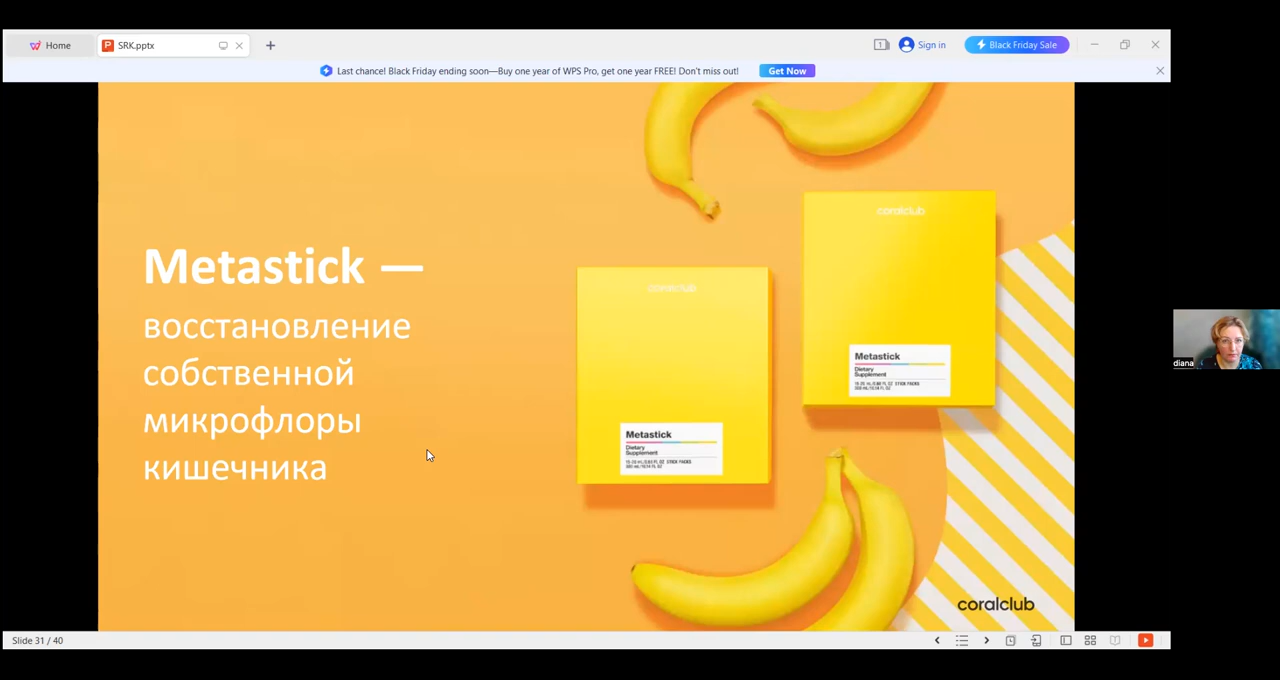 Home
SRK.pptx
1
Sign in
Black Friday Sale
Last chance! Black Friday ending soon—Buy one year of WPS Pro, get one year FREE! Don't miss out!
Get Now
Metastick —
восстановление
собственной
микрофлоры
кишечника
coralclub
Metastick
Dietary
Supplement
coralclub
Metastick
Dietary
Supplement
coralclub
diana
Slide 31 / 40